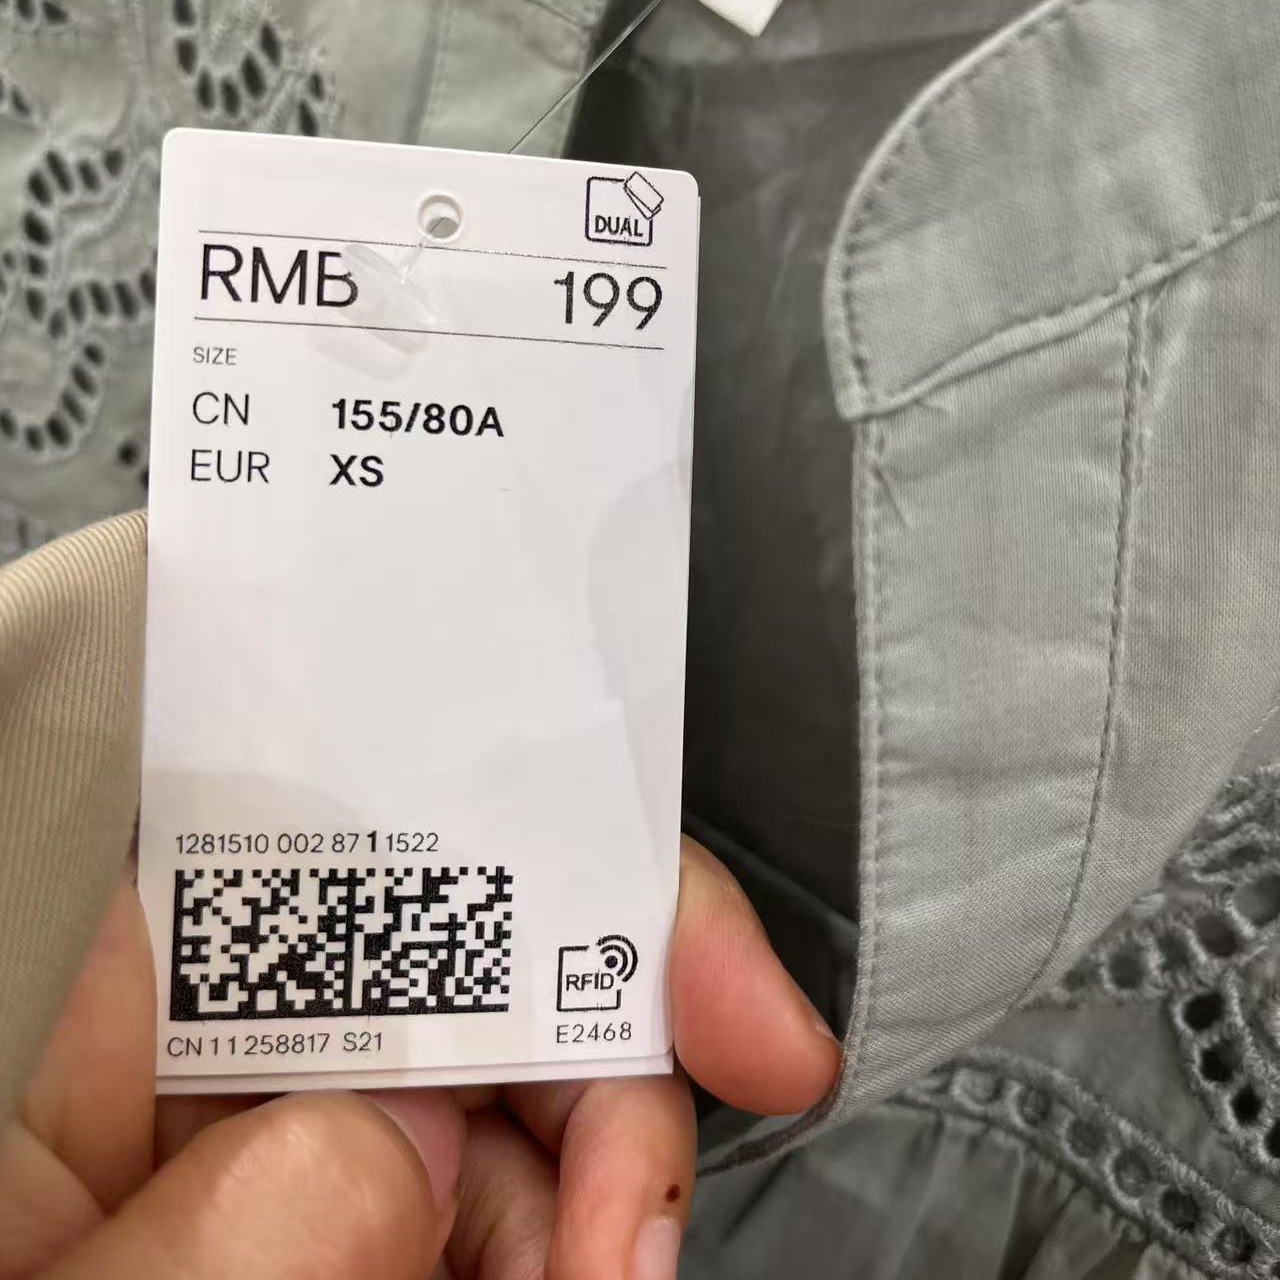 DUAL
RMB 199
SIZE
CN 155/80A
EUR XS
1281510 002 87 1 1522
RFID
CN 11 258817 S21
E2468